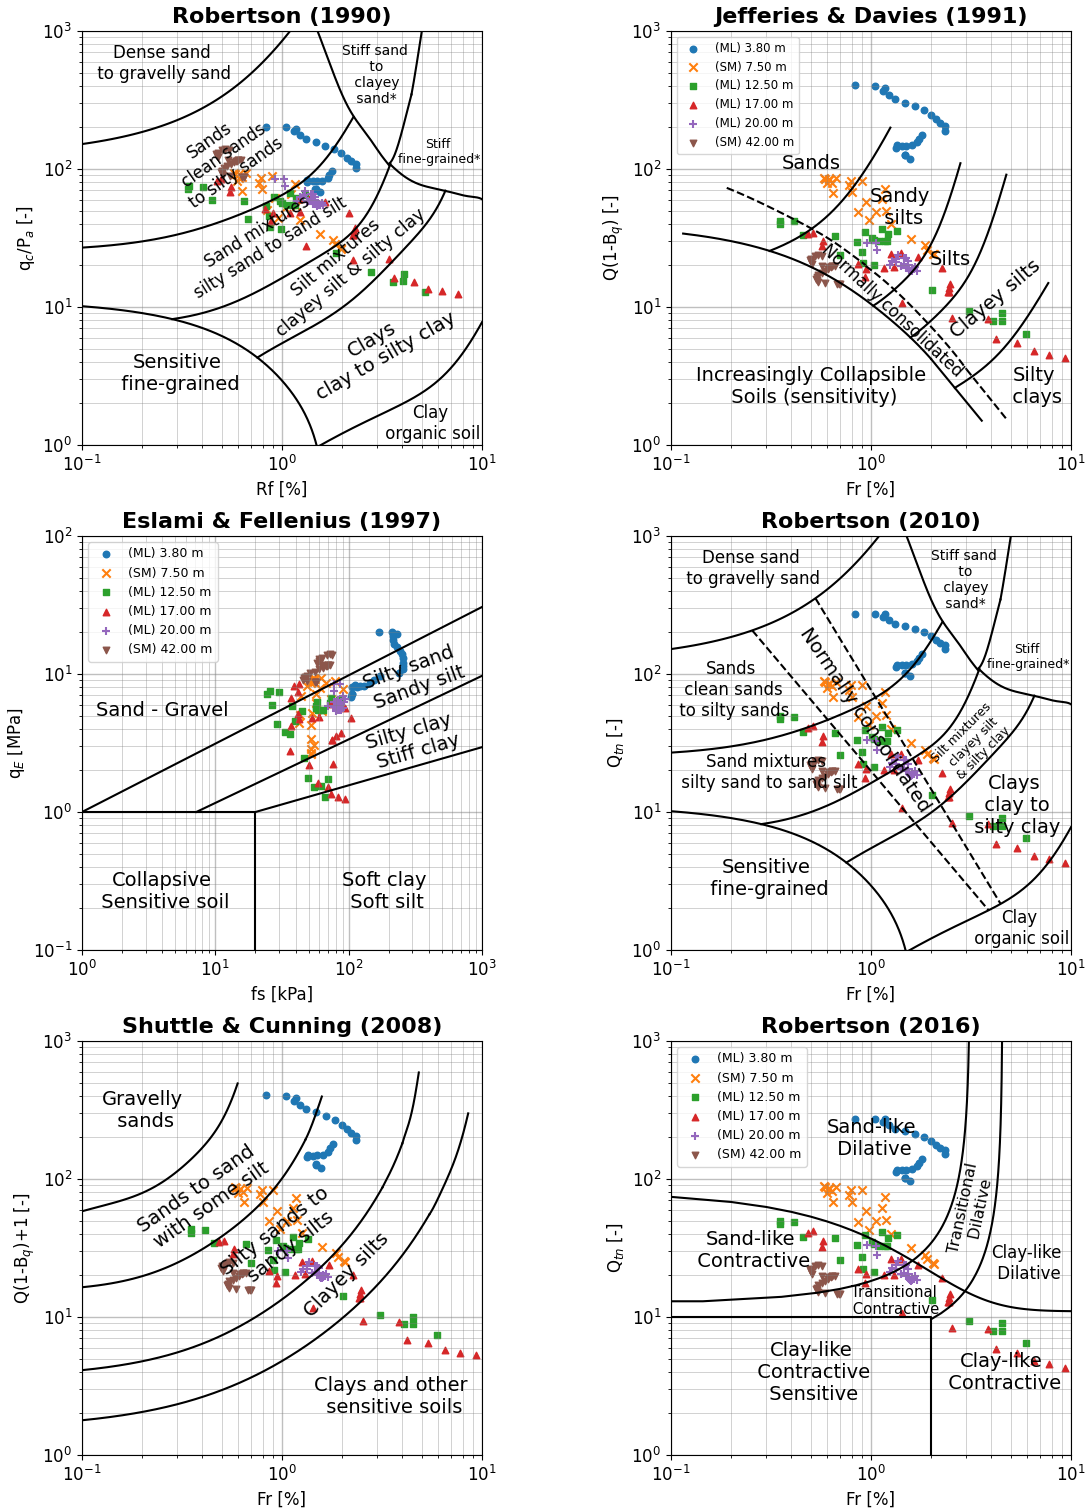 Robertson (1990)
10³
10²
10¹
10⁰
qc/Pa [-]
10⁻¹
10⁰
10¹
Rf [%]
Dense sand
to gravelly sand
Stiff sand
to
clayey
sand*
Stiff
fine-grained*
Sands
clean sands
to silty sands
Sand mixtures
silty sand to sand silt
Silt mixtures
clayey silt & silty clay
Clays
clay to silty clay
Sensitive
fine-grained
Clay
organic soil
Jefferies & Davies (1991)
10³
10²
10¹
10⁰
Q(1-Bq) [-]
10⁻¹
10⁰
10¹
Fr [%]
(ML) 3.80 m
(SM) 7.50 m
(ML) 12.50 m
(ML) 17.00 m
(ML) 20.00 m
(SM) 42.00 m
Sands
Sandy
silts
Silts
Clayey silts
Normally consolidated
Increasingly Collapsible
Soils (sensitivity)
Silty
clays
Eslami & Fellenius (1997)
10²
10¹
10⁰
10⁻¹
qE [MPa]
10⁰
10¹
10²
10³
fs [kPa]
(ML) 3.80 m
(SM) 7.50 m
(ML) 12.50 m
(ML) 17.00 m
(ML) 20.00 m
(SM) 42.00 m
Sand - Gravel
Silty sand
Sandy silt
Silty clay
Stiff clay
Collapsive
Sensitive soil
Soft clay
Soft silt
Robertson (2010)
10³
10²
10¹
10⁰
Qtn [-]
10⁻¹
10⁰
10¹
Fr [%]
Dense sand
to gravelly sand
Stiff sand
to
clayey
sand*
Stiff
fine-grained*
Sands
clean sands
to silty sands
Normally consolidated
Sand mixtures
silty sand to sand silt
Silt mixtures
clayey silt
& silty clay
Clays
clay to
silty clay
Sensitive
fine-grained
Clay
organic soil
Shuttle & Cunning (2008)
10³
10²
10¹
10⁰
Q(1-Bq)+1 [-]
10⁻¹
10⁰
10¹
Fr [%]
Gravelly
sands
Sands to sand
with some silt
Silty sands to
sandy silts
Clayey silts
Clays and other
sensitive soils
Robertson (2016)
10³
10²
10¹
10⁰
Qtn [-]
10⁻¹
10⁰
10¹
Fr [%]
(ML) 3.80 m
(SM) 7.50 m
(ML) 12.50 m
(ML) 17.00 m
(ML) 20.00 m
(SM) 42.00 m
Sand-like
Dilative
Transitional
Dilative
Sand-like
Contractive
Clay-like
Dilative
Transitional
Contractive
Clay-like
Contractive
Sensitive
Clay-like
Contractive